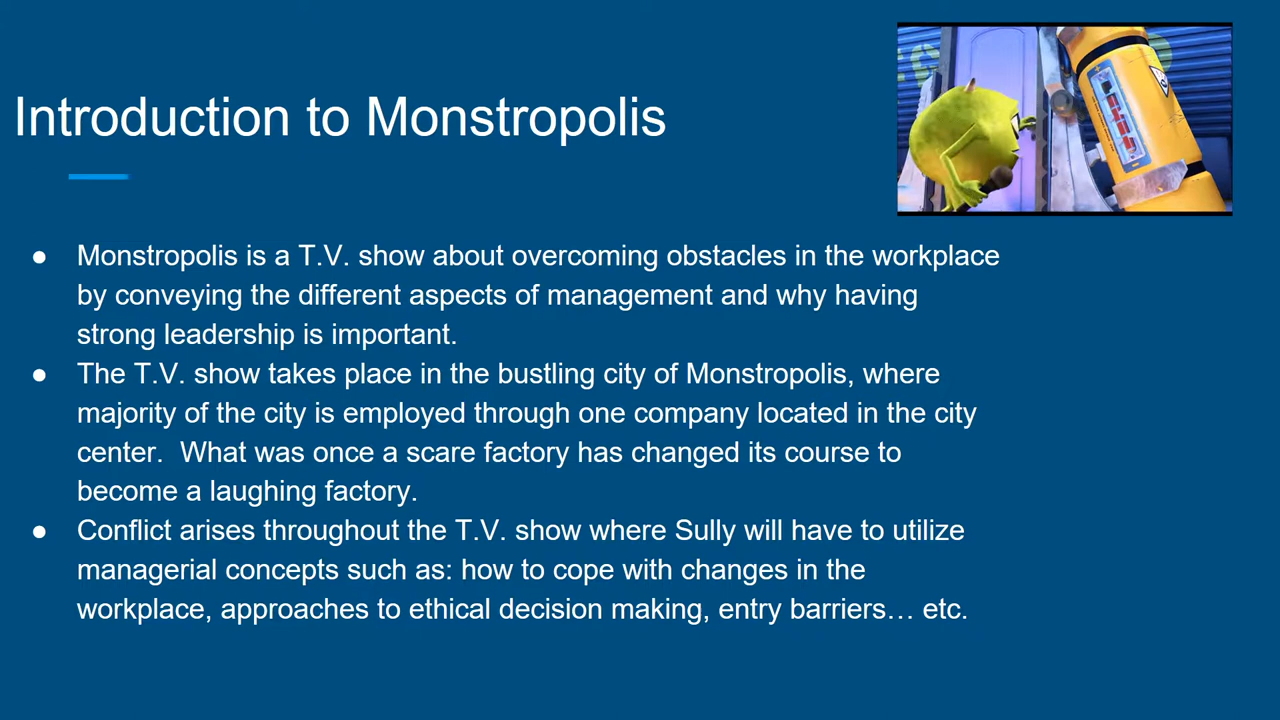 Introduction to Monstropolis
● Monstropolis is a T.V. show about overcoming obstacles in the workplace
by conveying the different aspects of management and why having
strong leadership is important.
● The T.V. show takes place in the bustling city of Monstropolis, where
majority of the city is employed through one company located in the city
center.  What was once a scare factory has changed its course to
become a laughing factory.
● Conflict arises throughout the T.V. show where Sully will have to utilize
managerial concepts such as: how to cope with changes in the
workplace, approaches to ethical decision making, entry barriers… etc.